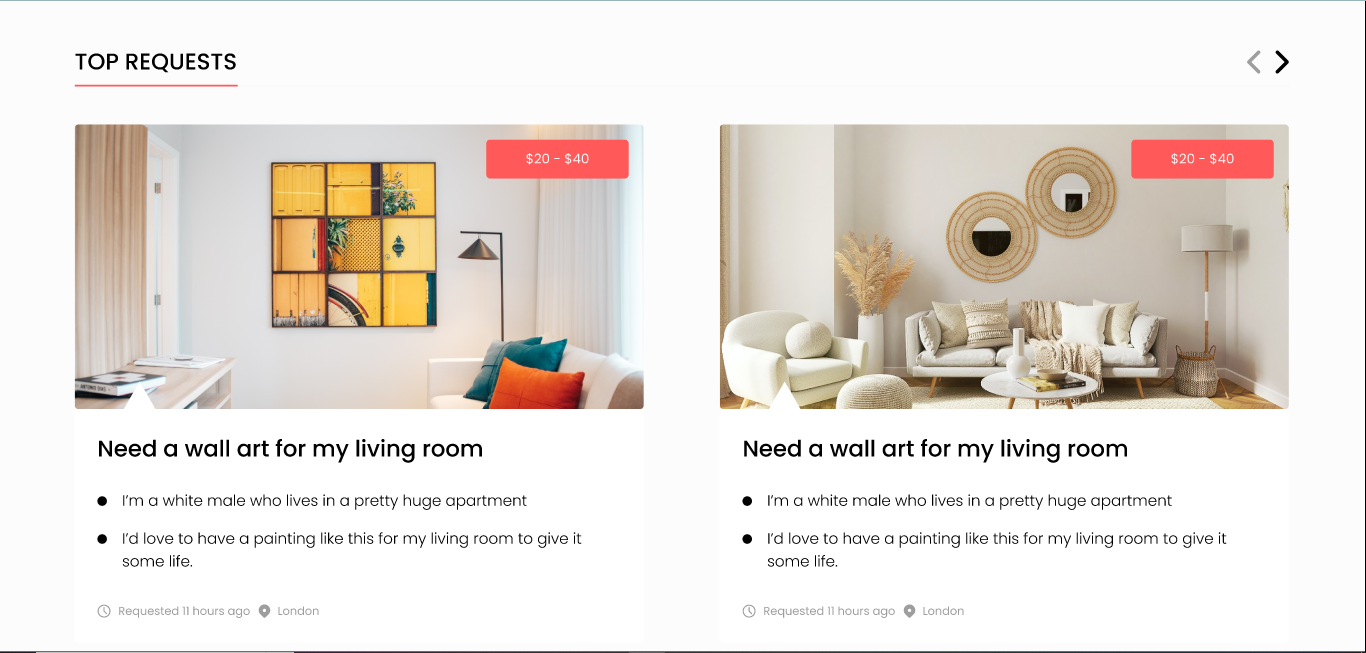 TOP REQUESTS
$20 - $40
Need a wall art for my living room
I'm a white male who lives in a pretty huge apartment
I'd love to have a painting like this for my living room to give it
some life.
Requested 11 hours ago London
$20 - $40
Need a wall art for my living room
I'm a white male who lives in a pretty huge apartment
I'd love to have a painting like this for my living room to give it
some life.
Requested 11 hours ago London